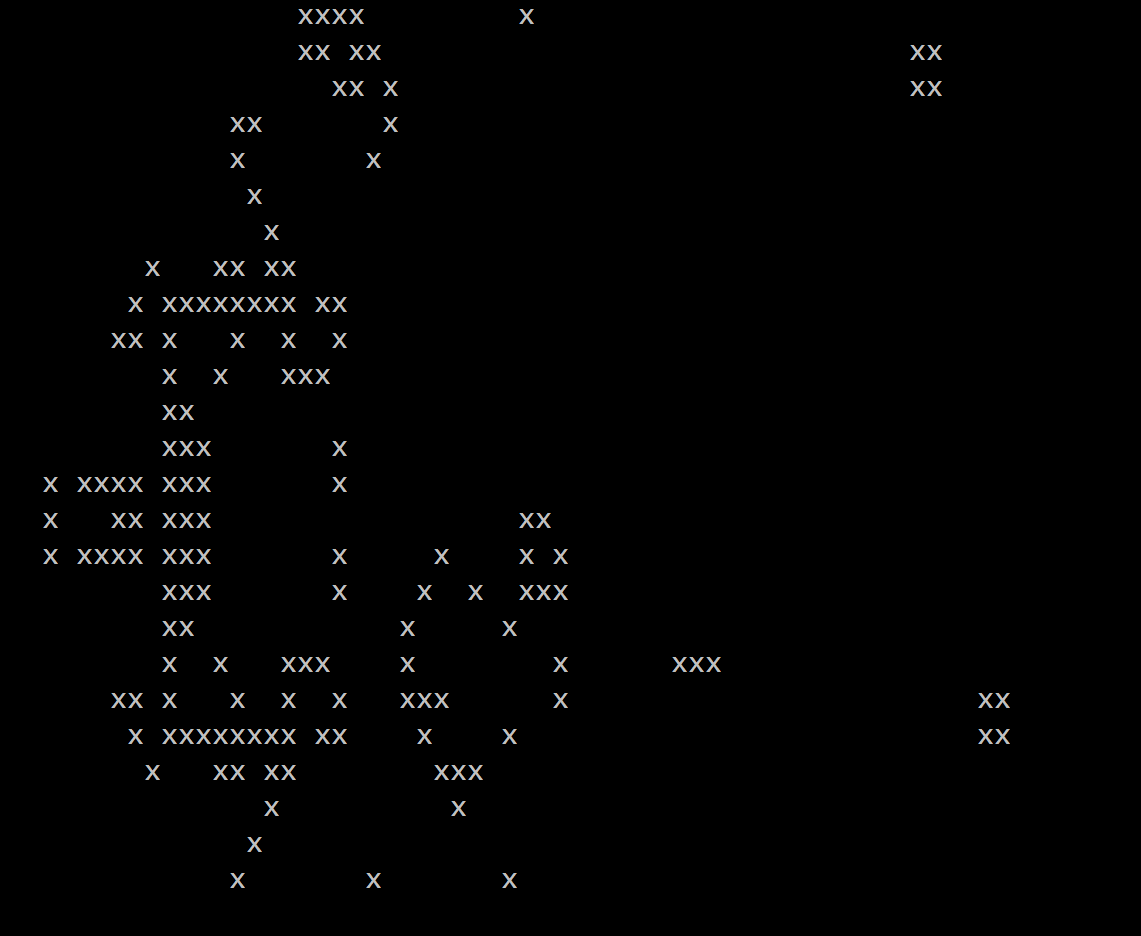 xxxx         x
                 xx xx                               xx
                   xx x                              xx
             xx       x
             x       x
              x
               x
        x   xx xx
       x xxxxxxxx xx
      xx x   x  x  x
         x  x   xxx
         xx
         xxx       x
  x xxxx xxx       x
  x   xx xxx                  xx
  x xxxx xxx       x     x    x x
         xxx       x    x  x  xxx
         xx            x     x
         x  x   xxx    x        x      xxx
      xx x   x  x  x   xxx      x                        xx
       x xxxxxxxx xx    x    x                           xx
        x   xx xx        xxx
               x          x
              x
             x       x       x